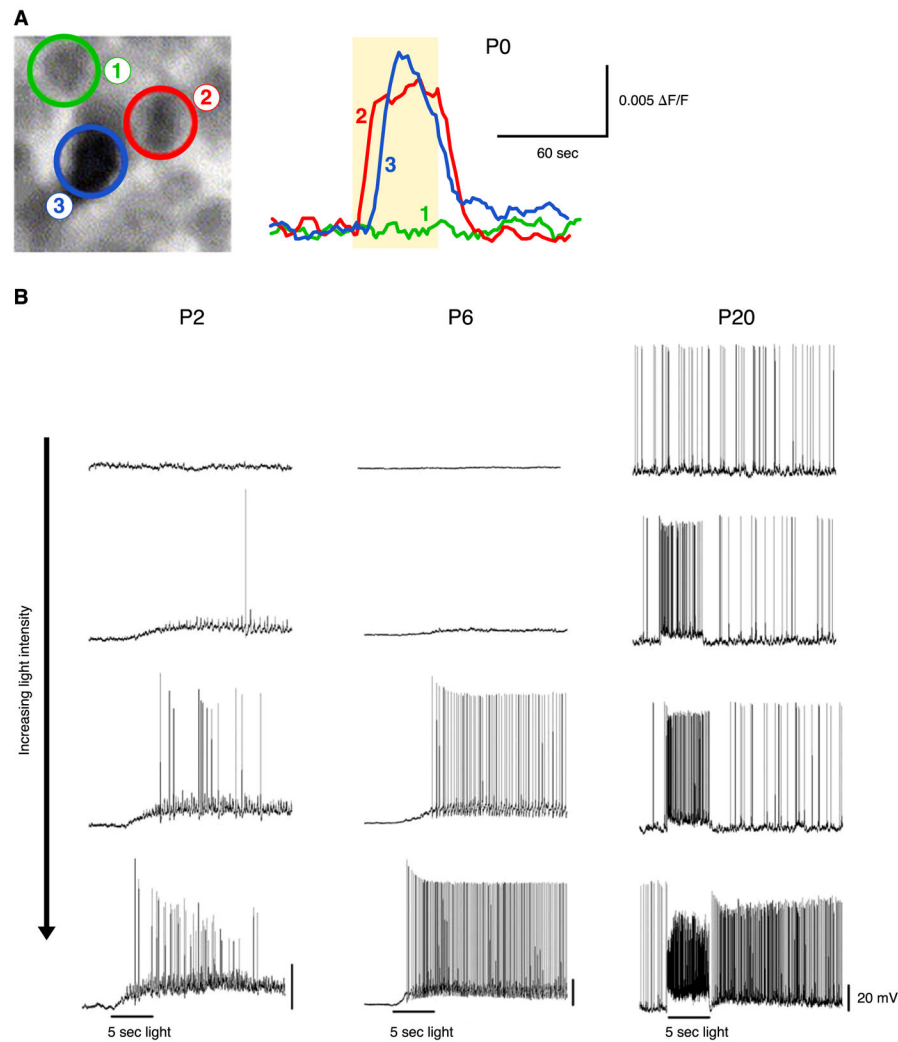 A
1
2
3
P0
2
3
1
0.005 ΔF/F
60 sec
B
P2
P6
P20
Increasing light intensity
20 mV
5 sec light
5 sec light
5 sec light